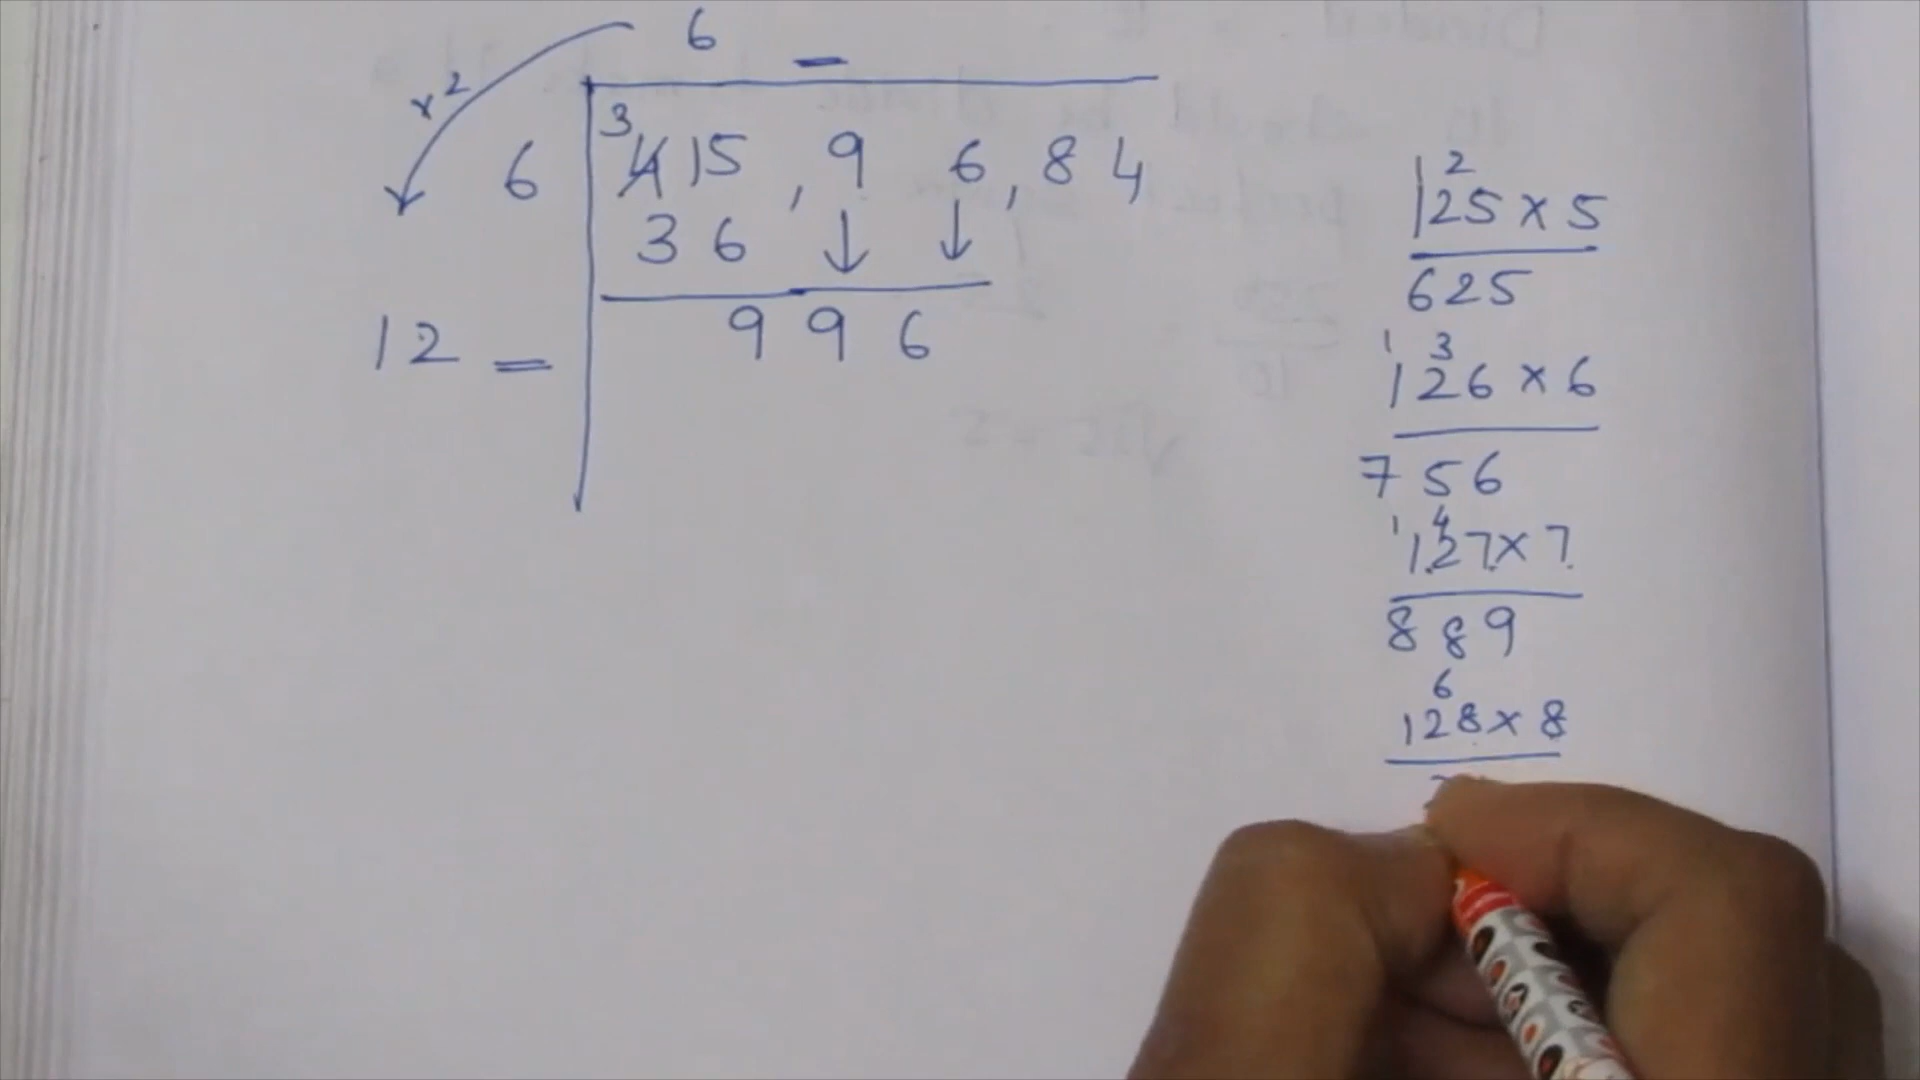 6 _
x2
6 3 4 15 , 9 6 , 8 4
3 6 ↓ ↓
12 _ 9 9 6
2
125 x 5
625
1 3
126 x 6
756
1 4
127 x 7
889
6
128 x 8